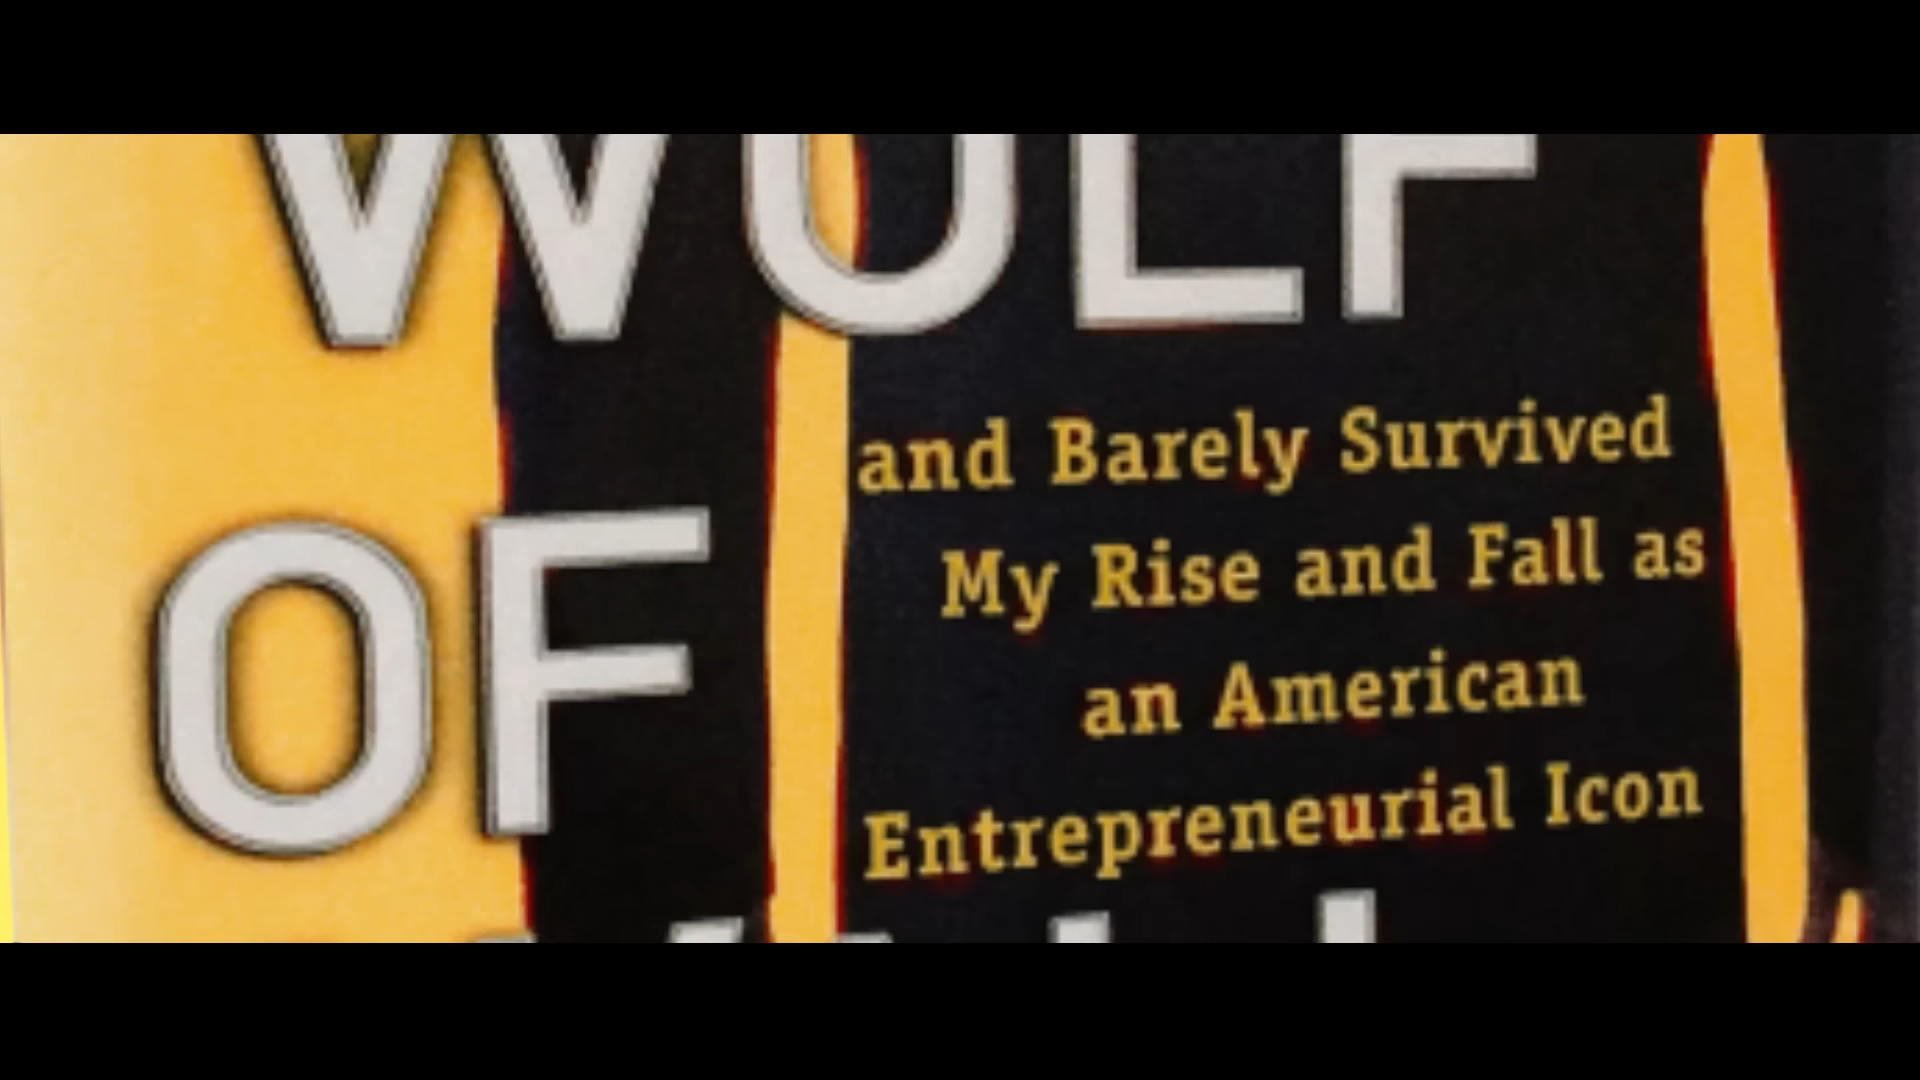 WOLF
OF
and Barely Survived
My Rise and Fall as
an American
Entrepreneurial Icon